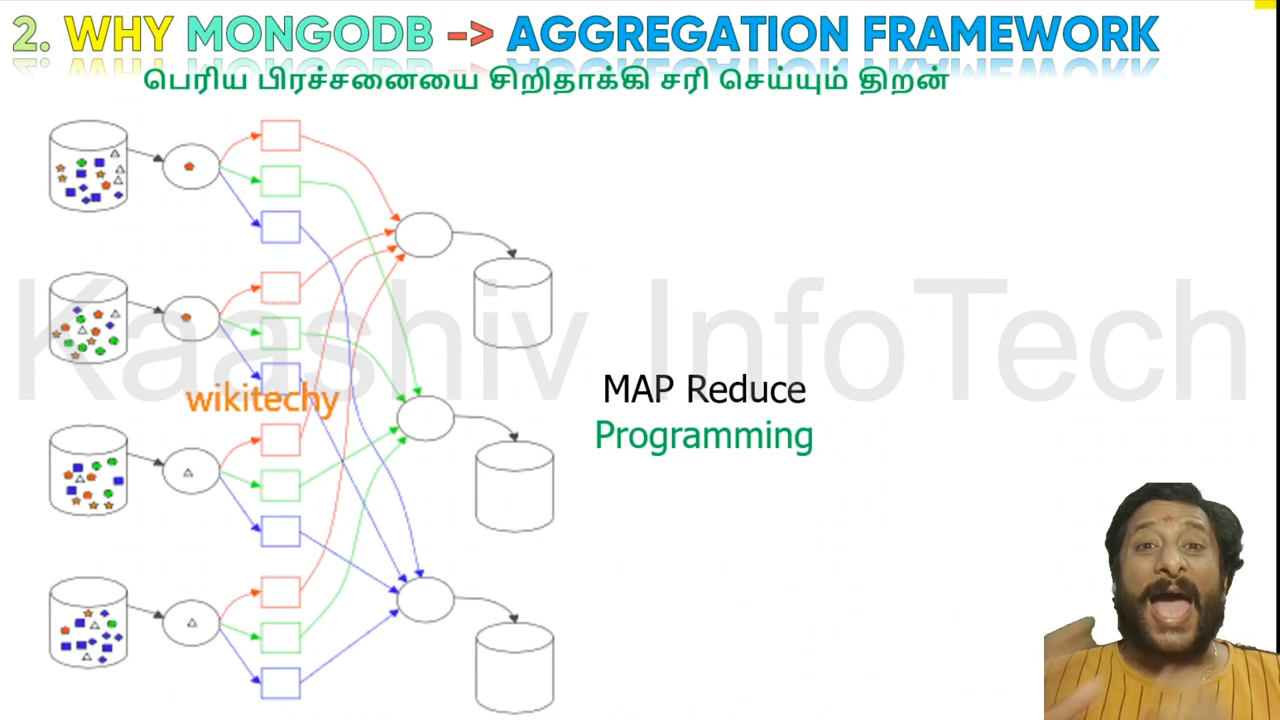 2. WHY MONGODB -> AGGREGATION FRAMEWORK
பெரிய பிரச்சனையை சிறிதாக்கி சரி செய்யும் திறன்
Kaashiv InfoTech
wikitechy
MAP Reduce
Programming